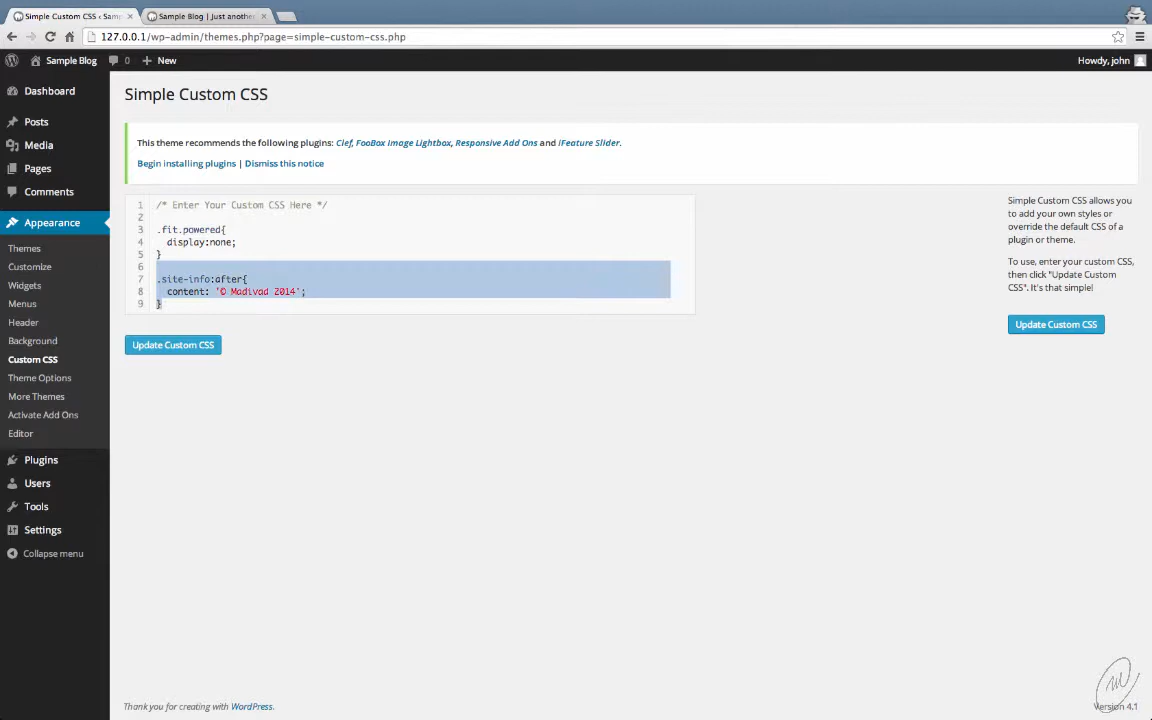 Simple Custom CSS ‹ Sam
Sample Blog | Just anothe
127.0.0.1/wp-admin/themes.php?page=simple-custom-css.php
Sample Blog
0
+ New
Howdy, john
Dashboard
Posts
Media
Pages
Comments
Appearance
Themes
Customize
Widgets
Menus
Header
Background
Custom CSS
Theme Options
More Themes
Activate Add Ons
Editor
Plugins
Users
Tools
Settings
Collapse menu
Simple Custom CSS
This theme recommends the following plugins: Clef, FooBox Image Lightbox, Responsive Add Ons and iFeature Slider.
Begin installing plugins | Dismiss this notice
1 /* Enter Your Custom CSS Here */
2
3 .fit.powered{
4 display:none;
5 }
6
7 .site-info:after{
8 content: '© Madivad 2014';
9 }
Update Custom CSS
Simple Custom CSS allows you
to add your own styles or
override the default CSS of a
plugin or theme.
To use, enter your custom CSS,
then click "Update Custom
CSS". It's that simple!
Update Custom CSS
Thank you for creating with WordPress.
Version 4.1